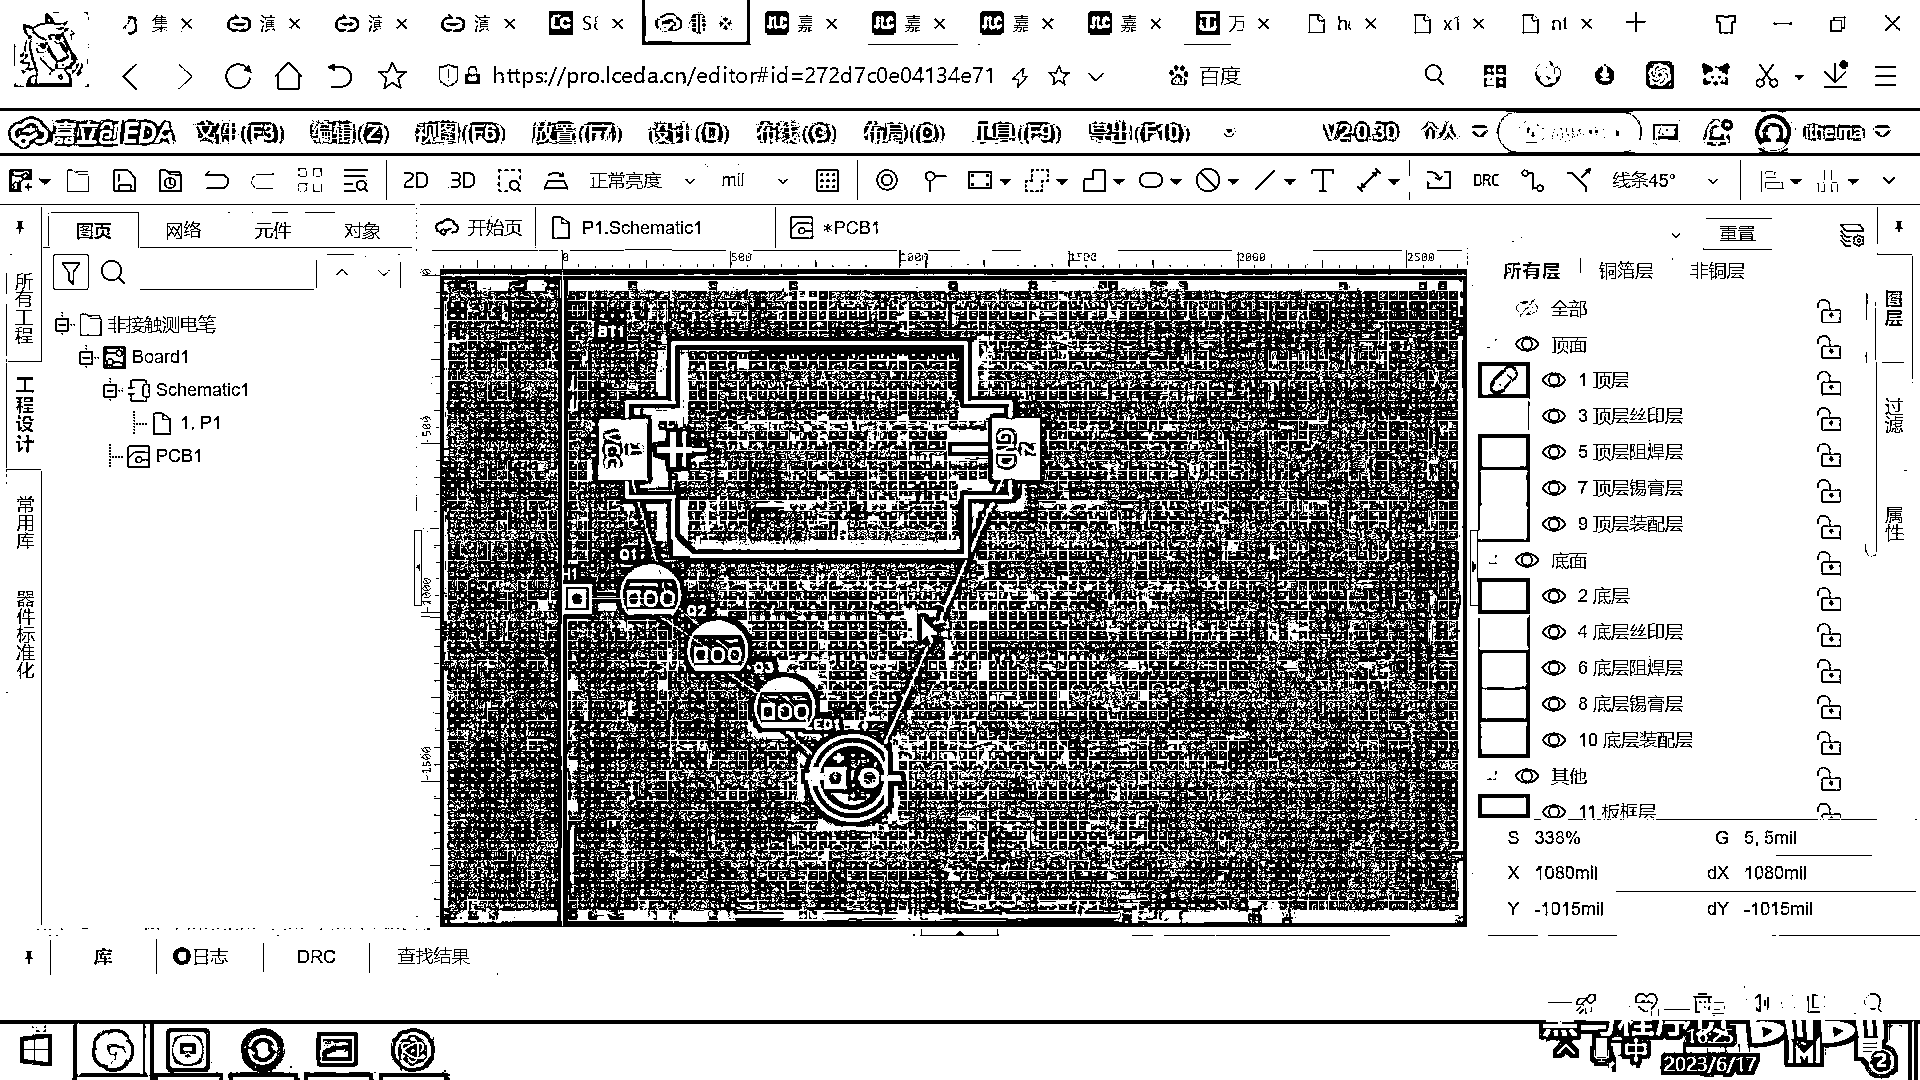 集 演 演 演 嘉 嘉 嘉 嘉 万
https://pro.lceda.cn/editor#id=272d7c0e04134e71 百度
嘉立创EDA 文件(F3) 编辑(Z) 视图(F6) 放置(F7) 设计(D) 布线(G) 布局(O) 工具(F9) 导出(F10) V2.0.30 个人 itheima
2D 3D 正常亮度 mil T DRC 线条45°
图页 网络 元件 对象
开始页 P1.Schematic1 *PCB1
重置
所有层 铜箔层 非铜层
所有工程
工程设计
常用库
器件标准化
非接触测电笔
Board1
Schematic1
1. P1
PCB1
0 500 1000 1500 2000 2500
-500
-1000
-1500
BT1
VCC 1
GND 2
Q1
Q2
Q3
全部
顶面
1 顶层
3 顶层丝印层
5 顶层阻焊层
7 顶层锡膏层
9 顶层装配层
底面
2 底层
4 底层丝印层
6 底层阻焊层
8 底层锡膏层
10 底层装配层
其他
11 板框层
图层
过滤
属性
S 338% G 5, 5mil
X 1080mil dX 1080mil
Y -1015mil dY -1015mil
库 日志 DRC 查找结果
中
2023/6/17
2